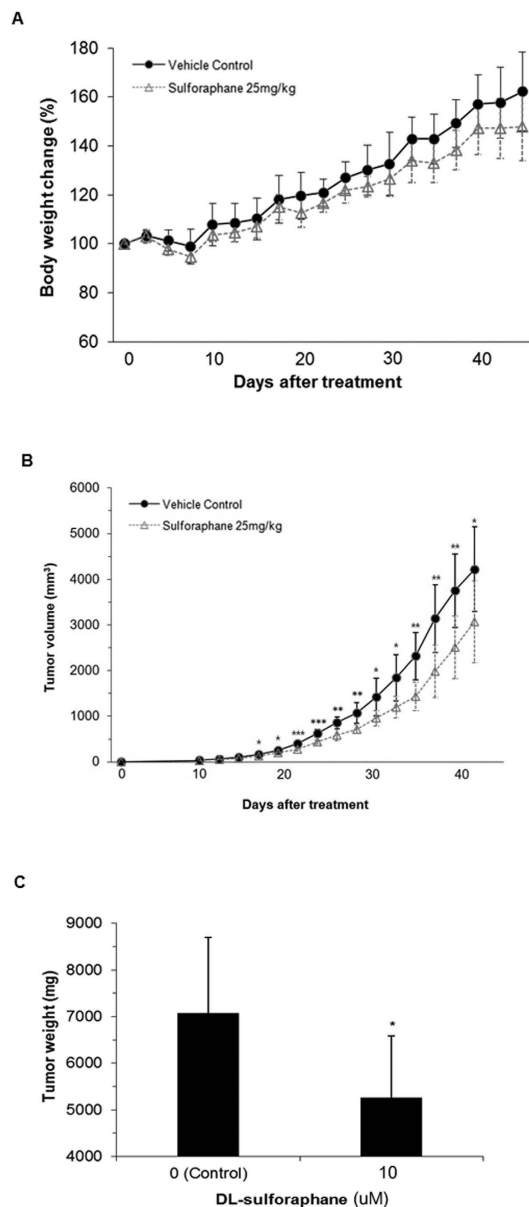 A
180
Vehicle Control
Sulforaphane 25mg/kg
160
140
120
100
80
60
Body weight change (%)
0 10 20 30 40
Days after treatment
B
6000
Vehicle Control
Sulforaphane 25mg/kg
5000
4000
3000
2000
1000
0
Tumor volume (mm³)
* * *** *** ** ** * * ** ** ** *
0 10 20 30 40
Days after treatment
C
9000
8000
7000
6000
5000
4000
Tumor weight (mg)
*
0 (Control) 10
DL-sulforaphane (uM)